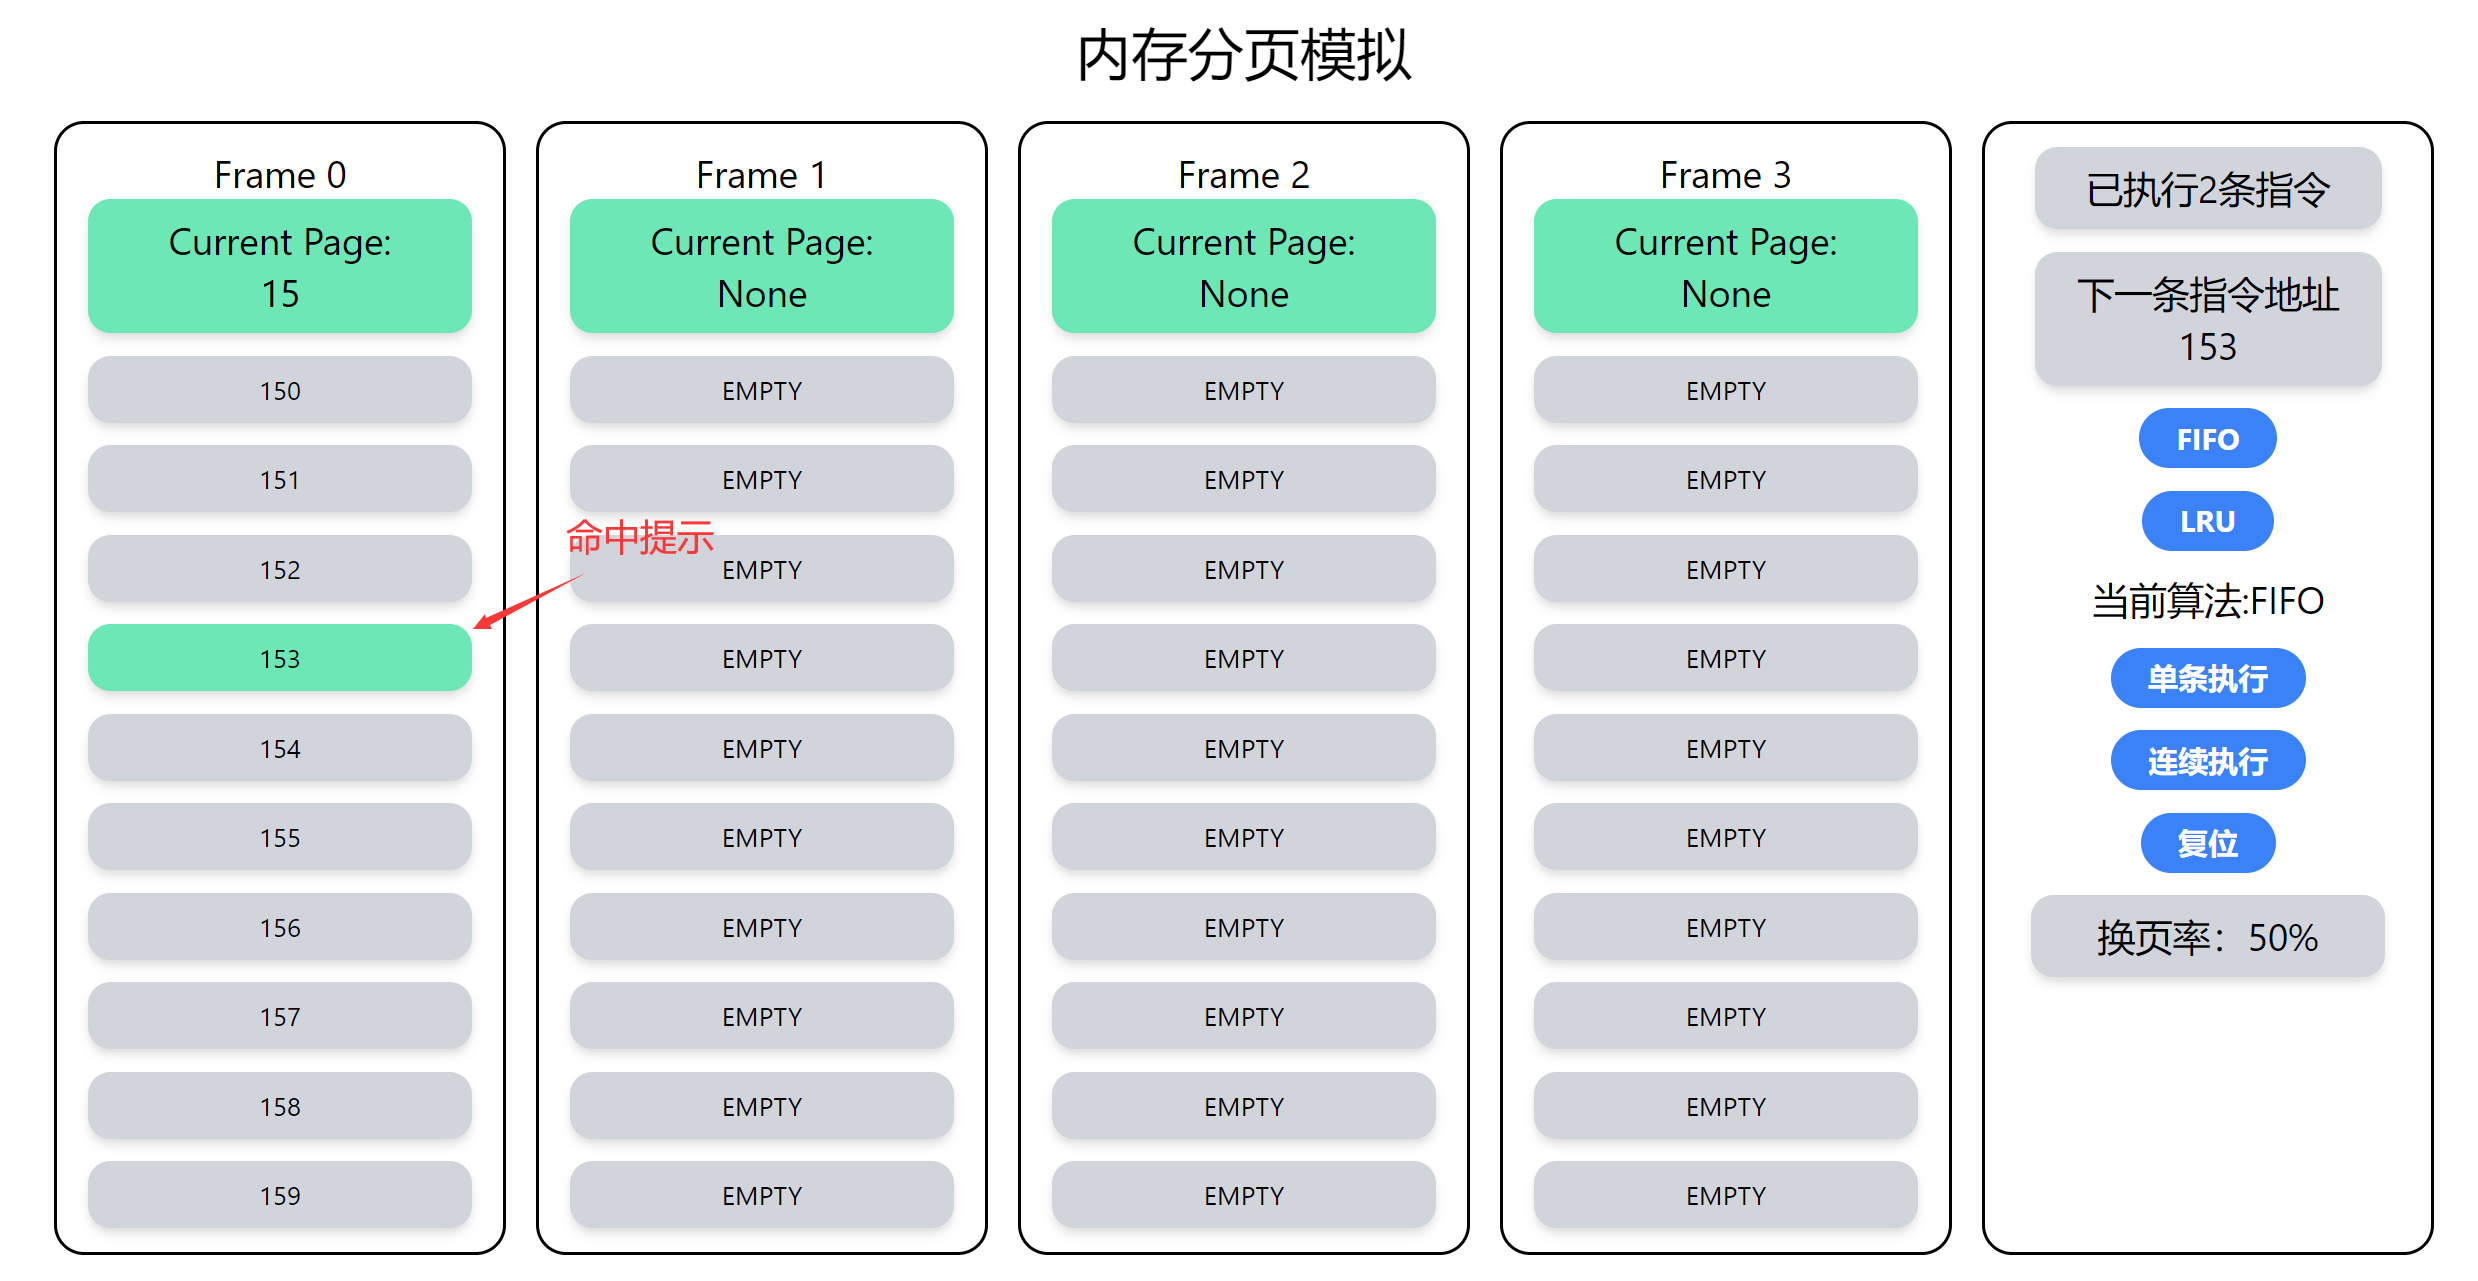 内存分页模拟
Frame 0
Current Page:
15
150
151
152
153
154
155
156
157
158
159
Frame 1
Current Page:
None
EMPTY
EMPTY
命中提示
EMPTY
EMPTY
EMPTY
EMPTY
EMPTY
EMPTY
EMPTY
EMPTY
Frame 2
Current Page:
None
EMPTY
EMPTY
EMPTY
EMPTY
EMPTY
EMPTY
EMPTY
EMPTY
EMPTY
EMPTY
Frame 3
Current Page:
None
EMPTY
EMPTY
EMPTY
EMPTY
EMPTY
EMPTY
EMPTY
EMPTY
EMPTY
EMPTY
已执行2条指令
下一条指令地址
153
FIFO
LRU
当前算法:FIFO
单条执行
连续执行
复位
换页率：50%